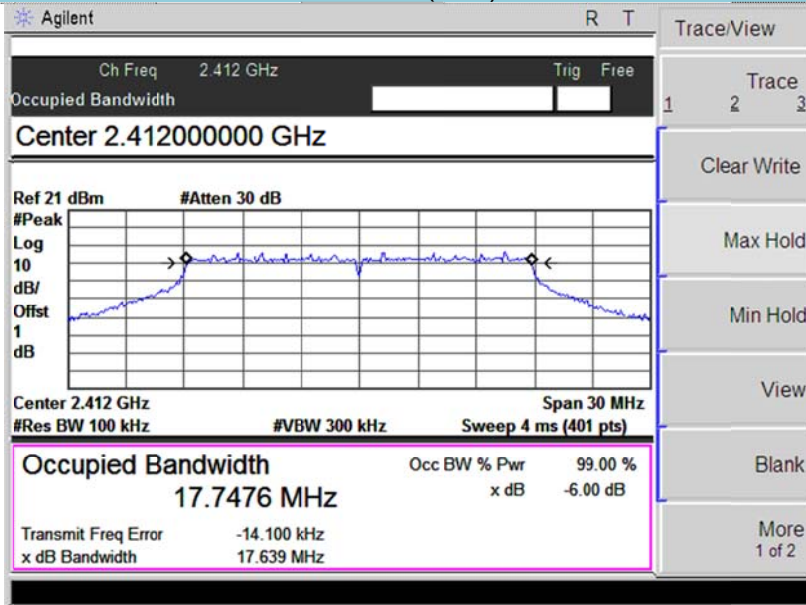 Agilent R T
Ch Freq 2.412 GHz Trig Free
Occupied Bandwidth
Center 2.412000000 GHz
Ref 21 dBm #Atten 30 dB
#Peak
Log
10
dB/
Offst
1
dB
Center 2.412 GHz Span 30 MHz
#Res BW 100 kHz #VBW 300 kHz Sweep 4 ms (401 pts)
Occupied Bandwidth Occ BW % Pwr 99.00 %
17.7476 MHz x dB -6.00 dB
Transmit Freq Error -14.100 kHz
x dB Bandwidth 17.639 MHz
Trace/View
Trace
1 2 3
Clear Write
Max Hold
Min Hold
View
Blank
More
1 of 2